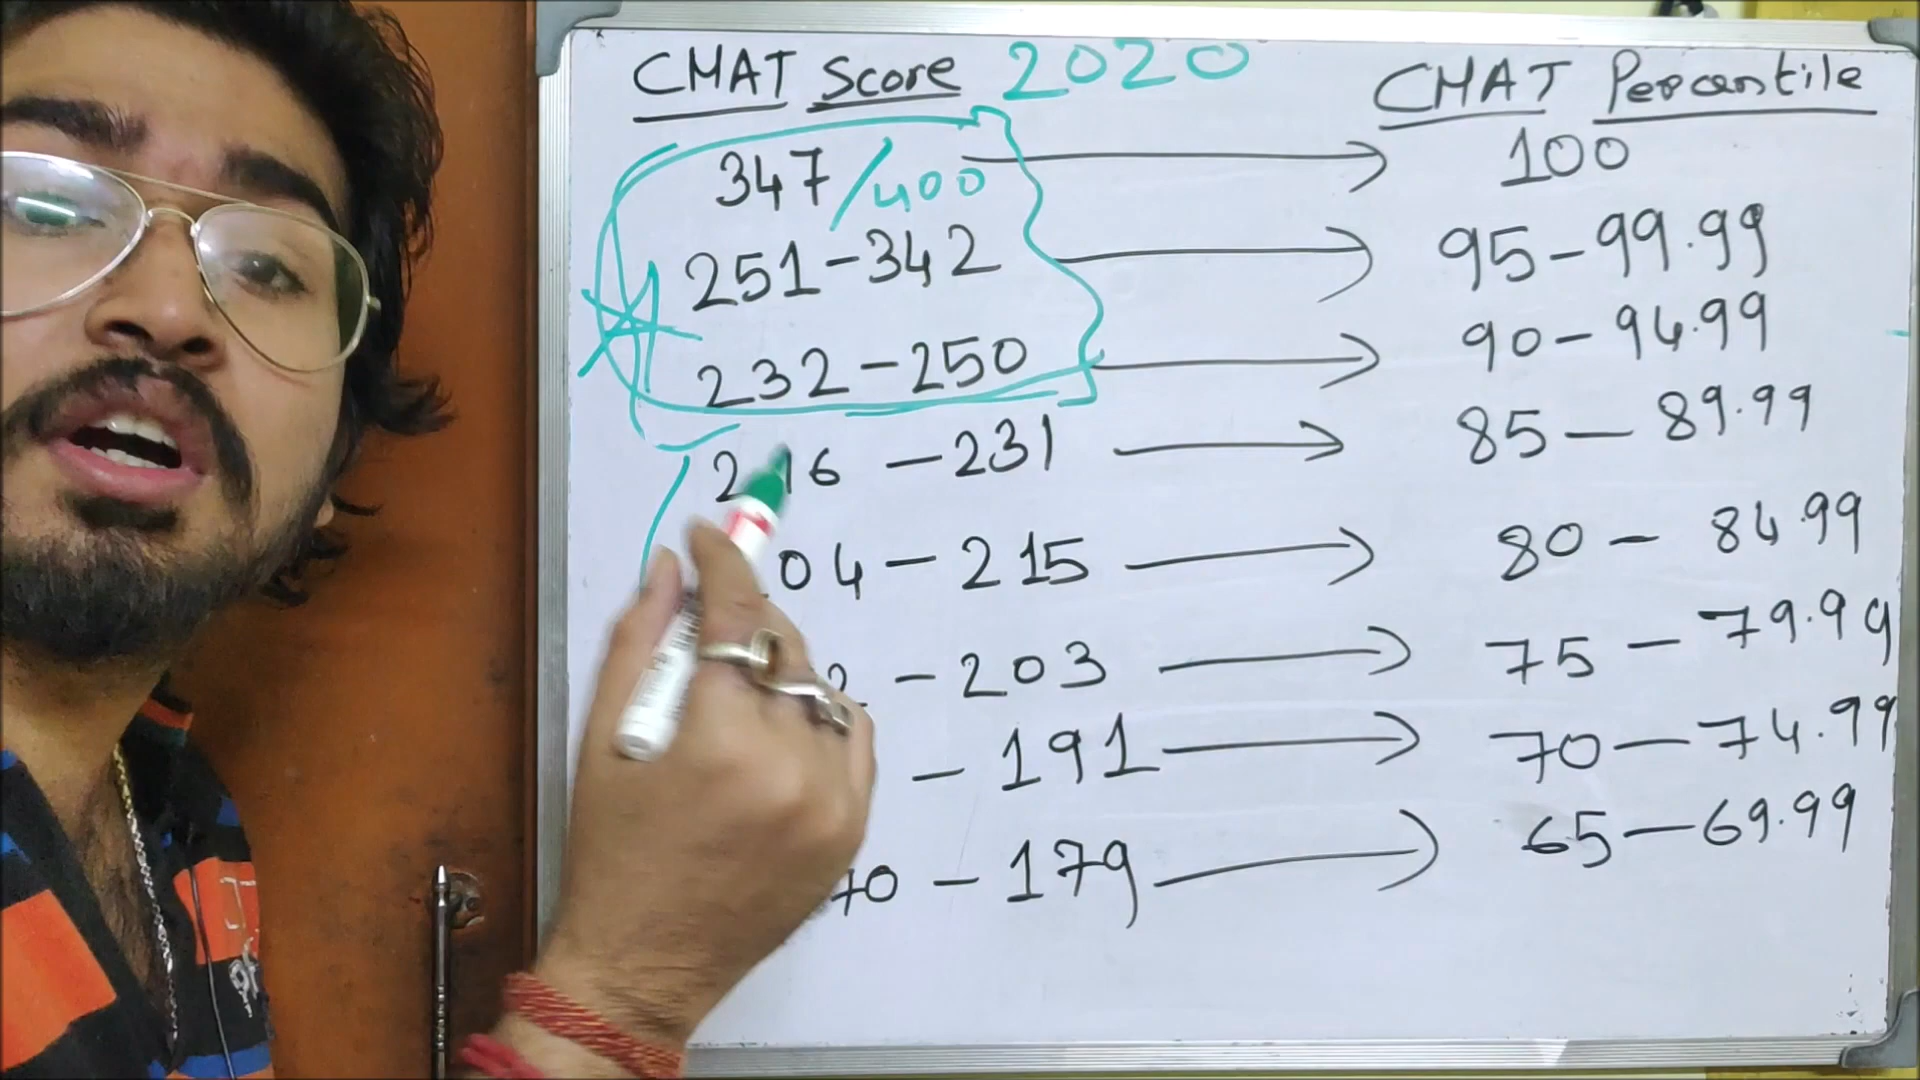 CMAT Score 2020 CMAT Percentile
347/400 → 100
251-342 → 95-99.99
232-250 → 90-94.99
216 - 231 → 85 - 89.99
04 - 215 → 80 - 84.99
2 - 203 → 75 - 79.99
- 191 → 70 - 74.99
70 - 179 → 65 - 69.99